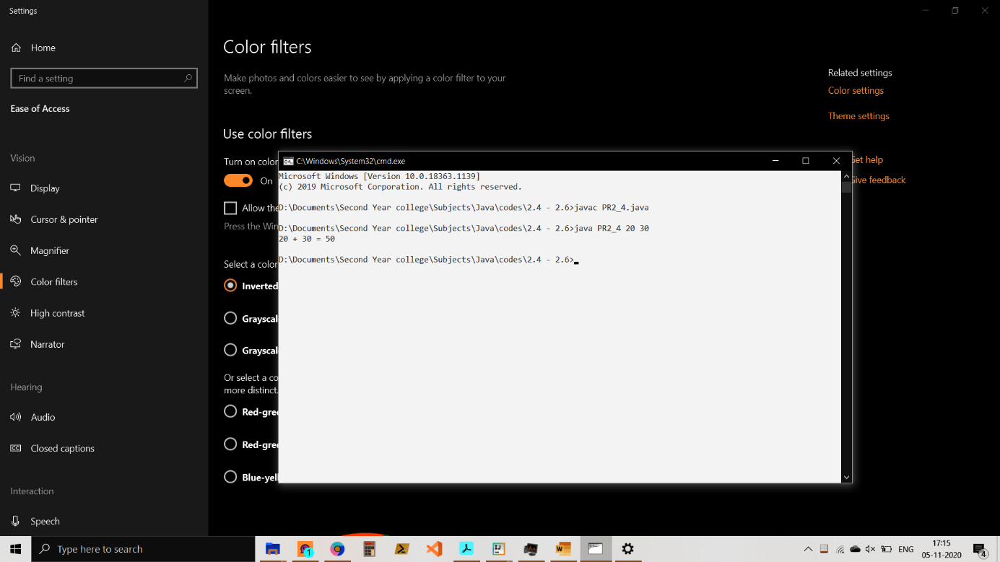 Settings
Home
Find a setting
Ease of Access
Vision
Display
Cursor & pointer
Magnifier
Color filters
High contrast
Narrator
Hearing
Audio
Closed captions
Interaction
Speech
Color filters
Make photos and colors easier to see by applying a color filter to your
screen.
Use color filters
Turn on color
On
Allow the
Press the Win
Select a color
Inverted
Grayscal
Grayscal
Or select a co
more distinct.
Red-gree
Red-gree
Blue-yell
Related settings
Color settings
Theme settings
Get help
Give feedback
C:\Windows\System32\cmd.exe
Microsoft Windows [Version 10.0.18363.1139]
(c) 2019 Microsoft Corporation. All rights reserved.
D:\Documents\Second Year college\Subjects\Java\codes\2.4 - 2.6>javac PR2_4.java
D:\Documents\Second Year college\Subjects\Java\codes\2.4 - 2.6>java PR2_4 20 30
20 + 30 = 50
D:\Documents\Second Year college\Subjects\Java\codes\2.4 - 2.6>
Type here to search
1
W
ENG
17:15
05-11-2020
4